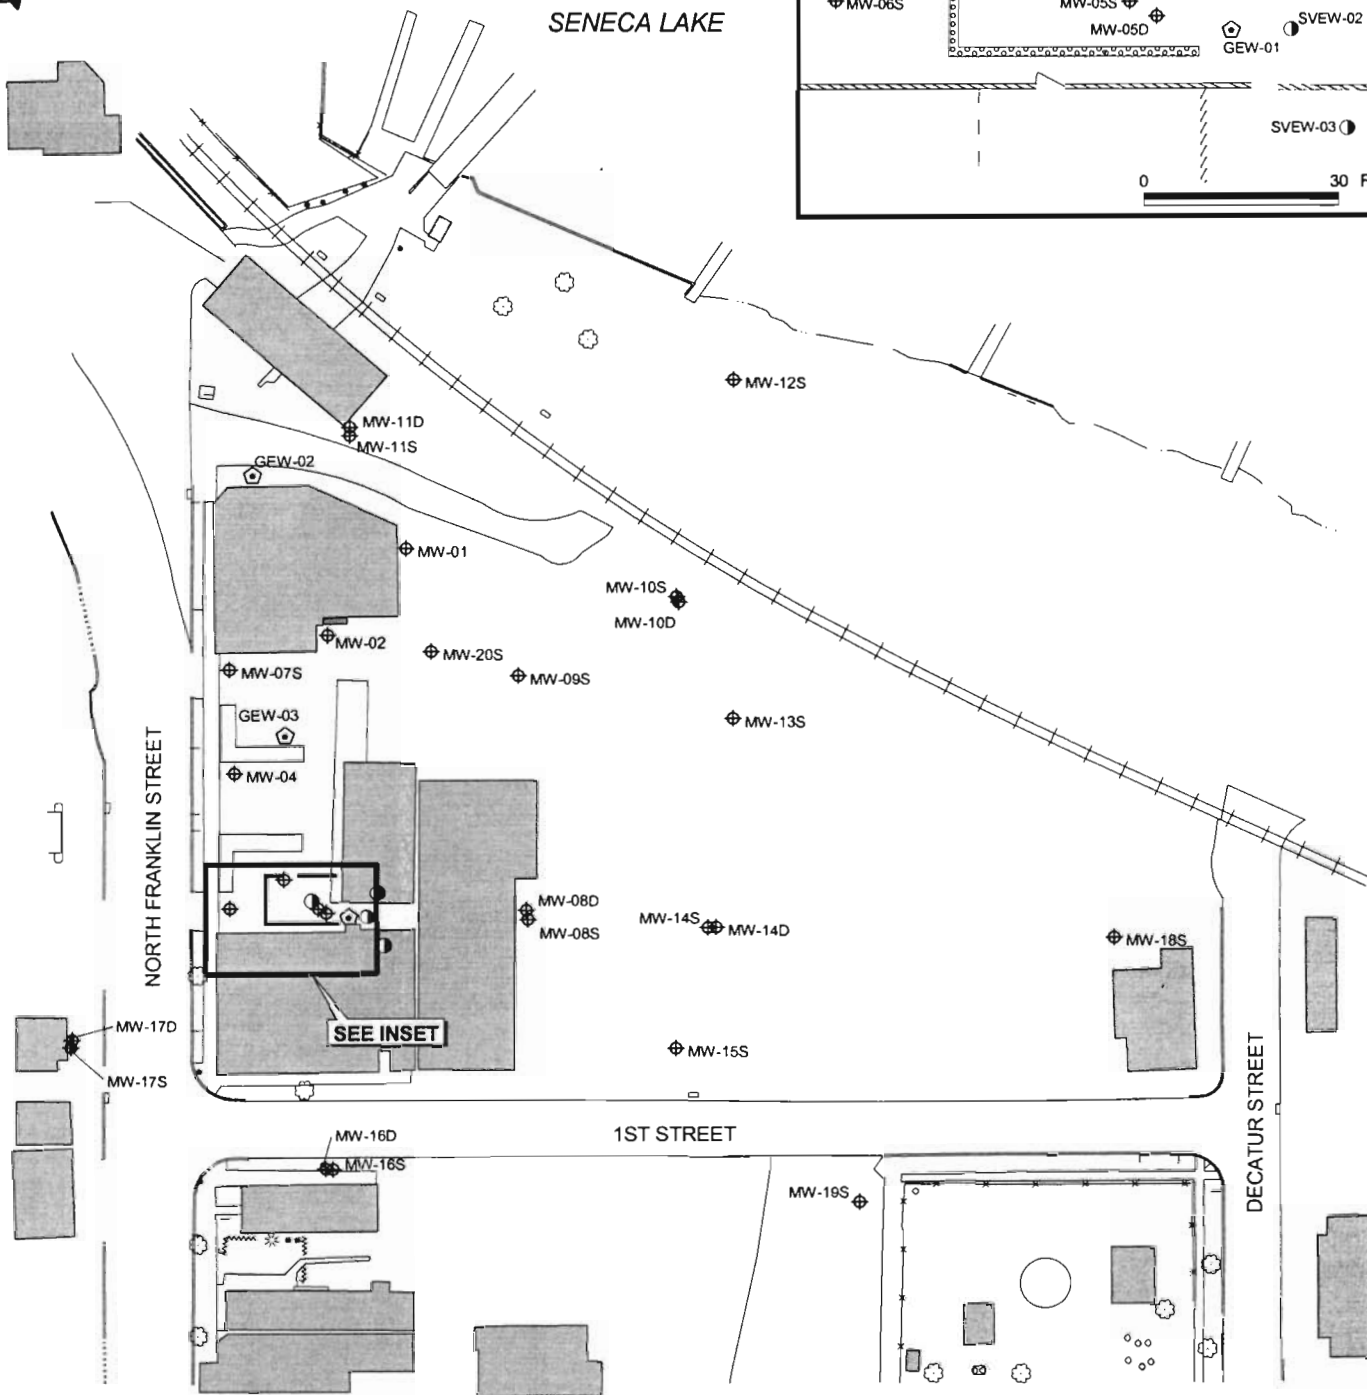 SENECA LAKE
MW-06S
MW-05S
MW-05D
SVEW-02
GEW-01
SVEW-03
0 30
MW-12S
MW-11D
MW-11S
GEW-02
MW-01
MW-10S
MW-10D
MW-02
MW-20S
MW-07S
MW-09S
GEW-03
MW-13S
MW-04
NORTH FRANKLIN STREET
MW-08D
MW-08S
MW-14S
MW-14D
MW-18S
SEE INSET
MW-17D
MW-17S
MW-15S
DECATUR STREET
1ST STREET
MW-16D
MW-16S
MW-19S